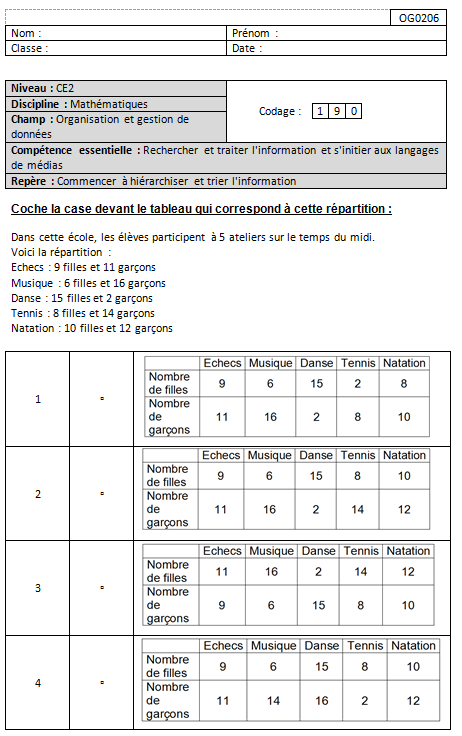 OG0206
Nom :
Prénom :
Classe :
Date :
Niveau : CE2
Discipline : Mathématiques
Champ : Organisation et gestion de
données
Codage : 1 9 0
Compétence essentielle : Rechercher et traiter l'information et s'initier aux langages
de médias
Repère : Commencer à hiérarchiser et trier l'information
Coche la case devant le tableau qui correspond à cette répartition :
Dans cette école, les élèves participent à 5 ateliers sur le temps du midi.
Voici la répartition :
Echecs : 9 filles et 11 garçons
Musique : 6 filles et 16 garçons
Danse : 15 filles et 2 garçons
Tennis : 8 filles et 14 garçons
Natation : 10 filles et 12 garçons
1
Echecs Musique Danse Tennis Natation
Nombre
de filles
9 6 15 2 8
Nombre
de
garçons
11 16 2 8 10
2
Echecs Musique Danse Tennis Natation
Nombre
de filles
9 6 15 8 10
Nombre
de
garçons
11 16 2 14 12
3
Echecs Musique Danse Tennis Natation
Nombre
de filles
11 16 2 14 12
Nombre
de
garçons
9 6 15 8 10
4
Echecs Musique Danse Tennis Natation
Nombre
de filles
9 6 15 8 10
Nombre
de
garçons
11 14 16 2 12